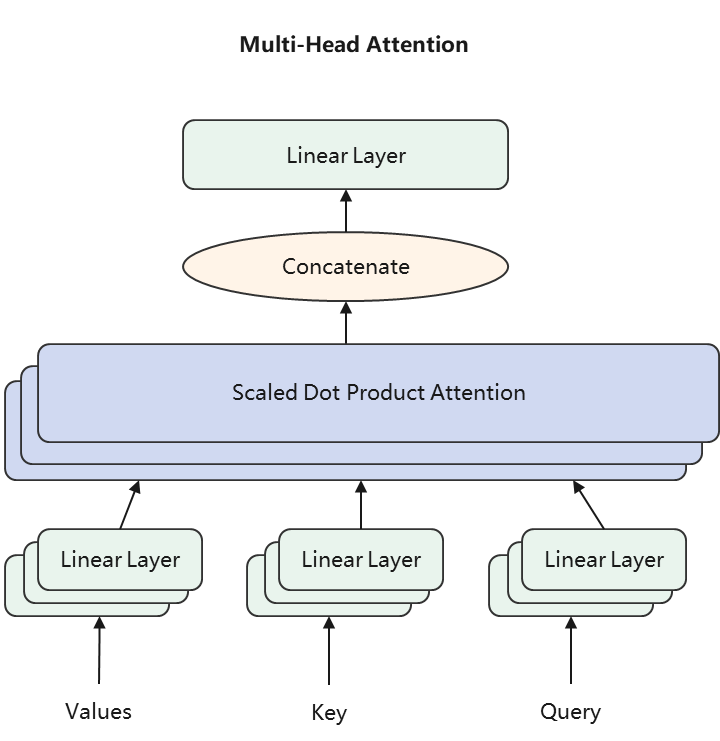 Multi-Head Attention
Linear Layer
Concatenate
Scaled Dot Product Attention
Linear Layer
Linear Layer
Linear Layer
Values
Key
Query